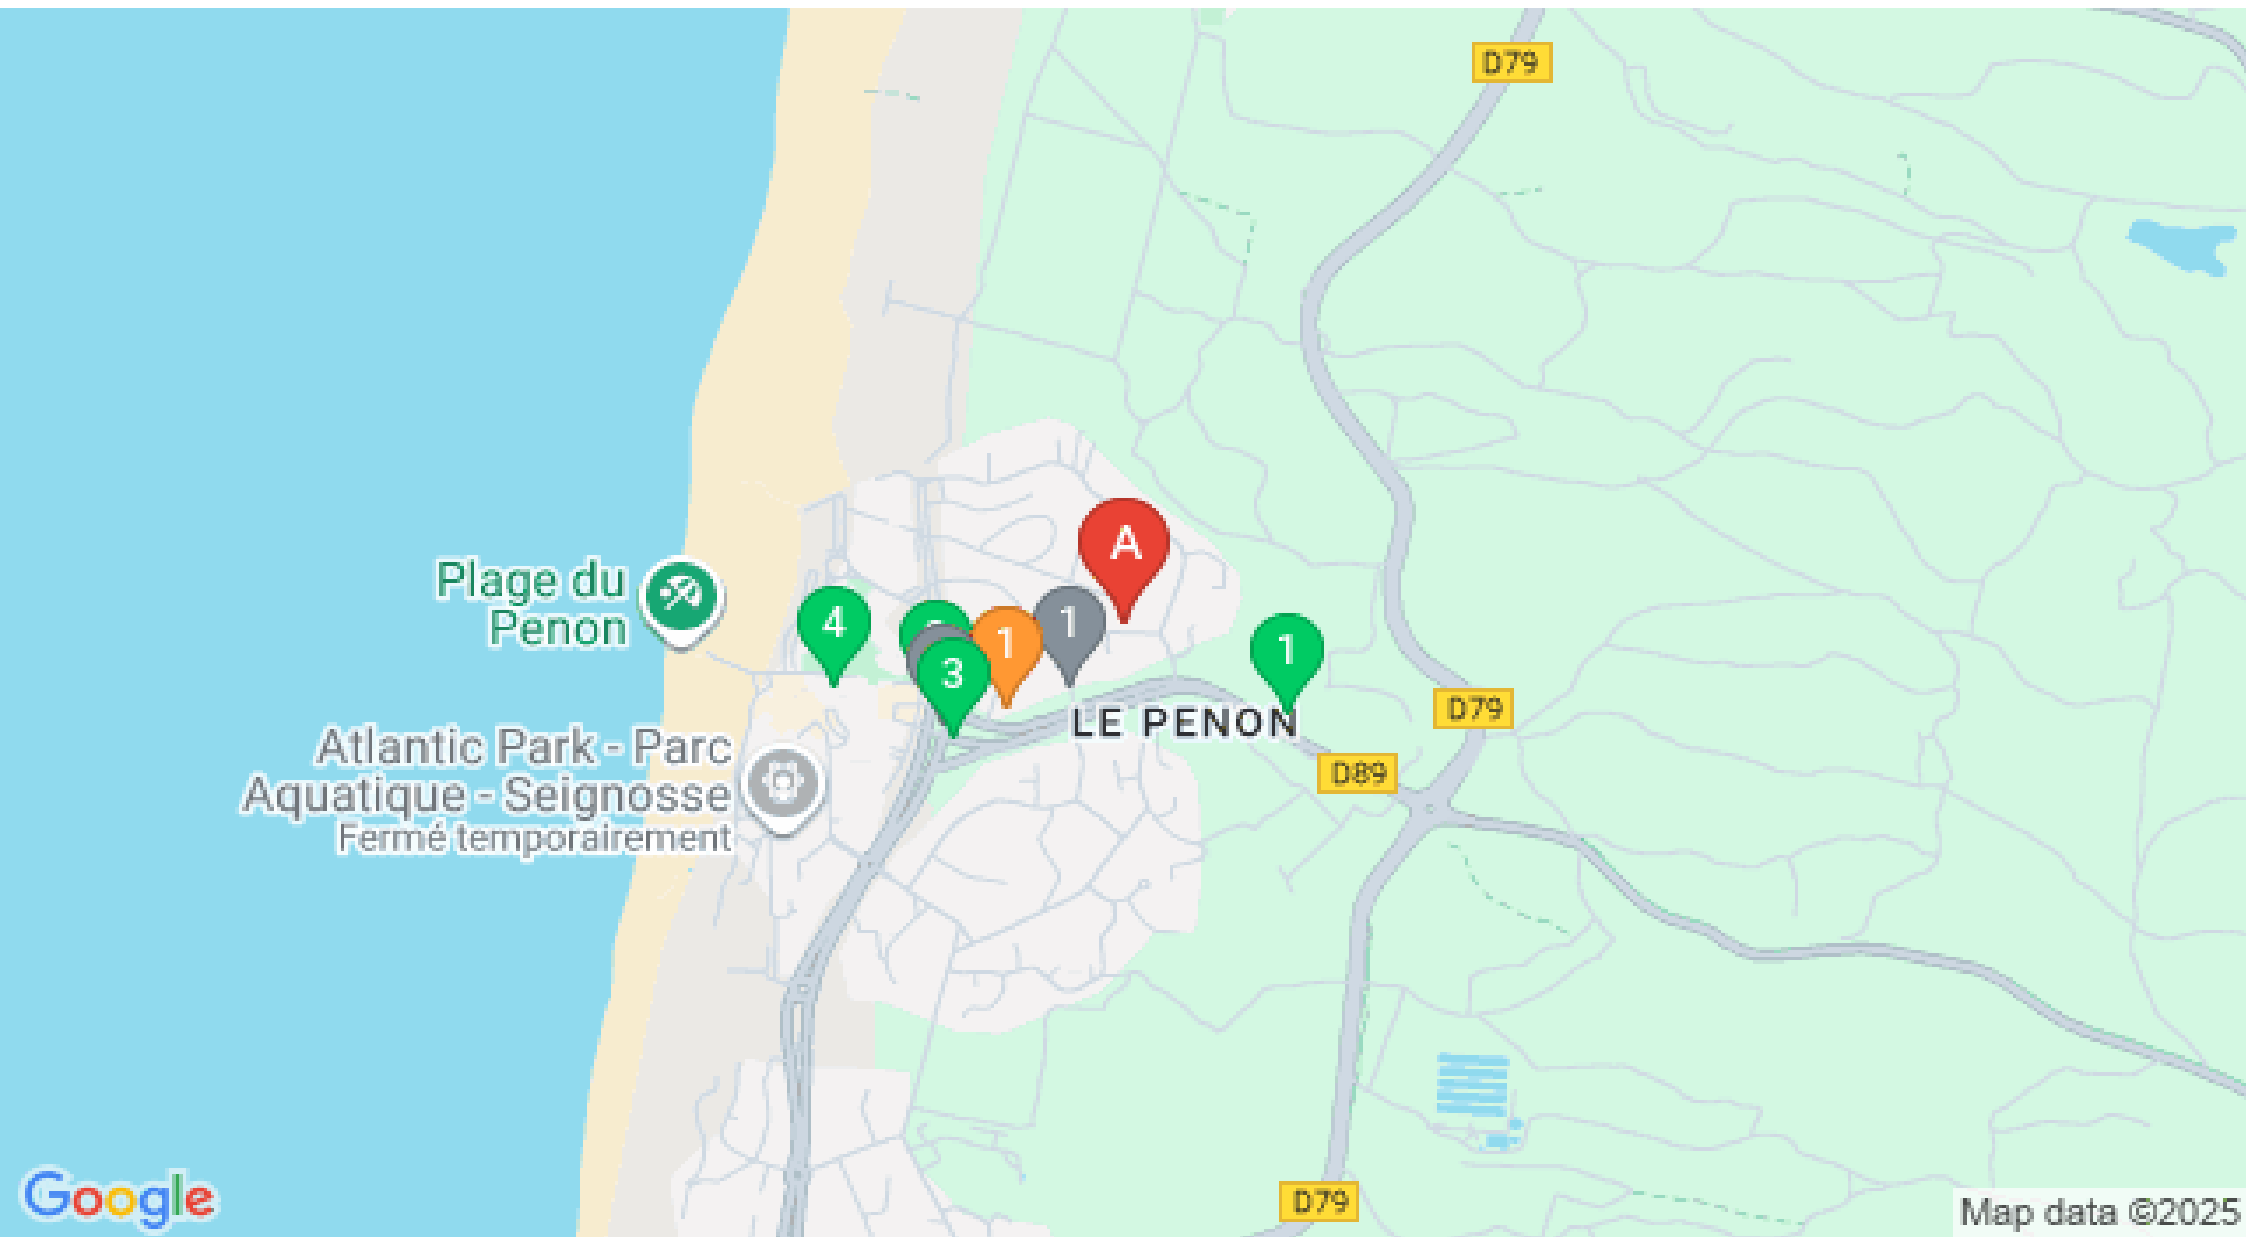 D79
A
Plage du
Penon
4
1
1
1
3
LE PENON
D79
Atlantic Park - Parc
Aquatique - Seignosse
Fermé temporairement
D89
D79
Google
Map data ©2025